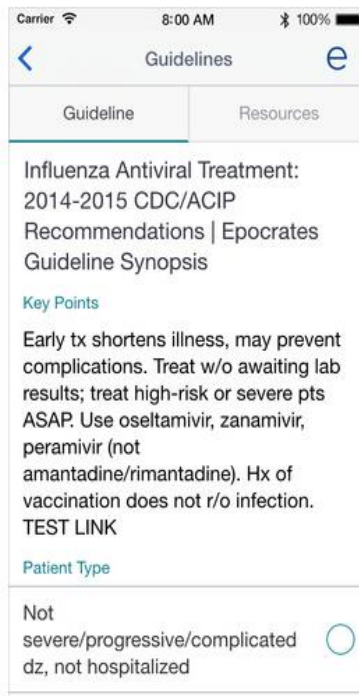 Carrier 8:00 AM 100%
Guidelines e
Guideline Resources
Influenza Antiviral Treatment:
2014-2015 CDC/ACIP
Recommendations | Epocrates
Guideline Synopsis
Key Points
Early tx shortens illness, may prevent
complications. Treat w/o awaiting lab
results; treat high-risk or severe pts
ASAP. Use oseltamivir, zanamivir,
peramivir (not
amantadine/rimantadine). Hx of
vaccination does not r/o infection.
TEST LINK
Patient Type
Not
severe/progressive/complicated
dz, not hospitalized